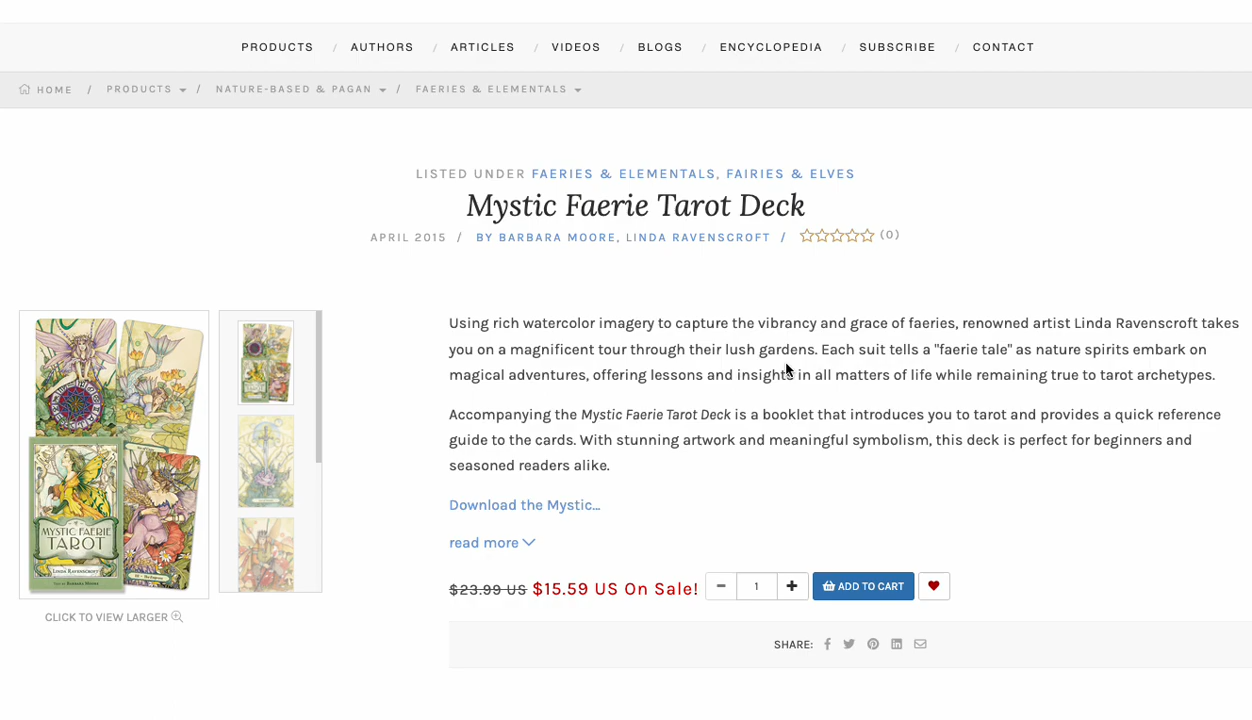 PRODUCTS / AUTHORS / ARTICLES / VIDEOS / BLOGS / ENCYCLOPEDIA / SUBSCRIBE / CONTACT
HOME / PRODUCTS / NATURE-BASED & PAGAN / FAERIES & ELEMENTALS
LISTED UNDER FAERIES & ELEMENTALS, FAIRIES & ELVES
Mystic Faerie Tarot Deck
APRIL 2015 / BY BARBARA MOORE, LINDA RAVENSCROFT / (0)
MYSTIC FAERIE
TAROT
LINDA RAVENSCROFT
CLICK TO VIEW LARGER
Using rich watercolor imagery to capture the vibrancy and grace of faeries, renowned artist Linda Ravenscroft takes
you on a magnificent tour through their lush gardens. Each suit tells a "faerie tale" as nature spirits embark on
magical adventures, offering lessons and insights in all matters of life while remaining true to tarot archetypes.
Accompanying the Mystic Faerie Tarot Deck is a booklet that introduces you to tarot and provides a quick reference
guide to the cards. With stunning artwork and meaningful symbolism, this deck is perfect for beginners and
seasoned readers alike.
Download the Mystic...
read more
$23.99 US $15.59 US On Sale! − 1 + ADD TO CART
SHARE: